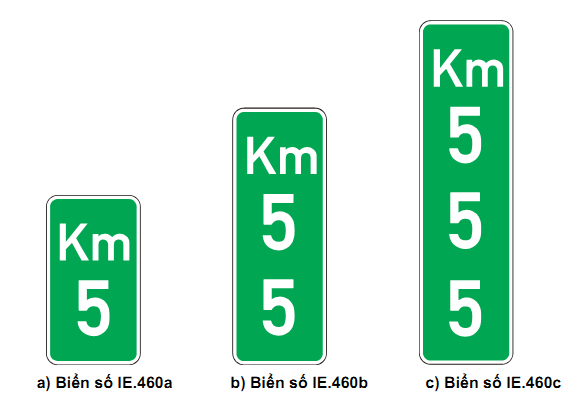 Km
5
a) Biển số IE.460a
Km
5
5
b) Biển số IE.460b
Km
5
5
5
c) Biển số IE.460c